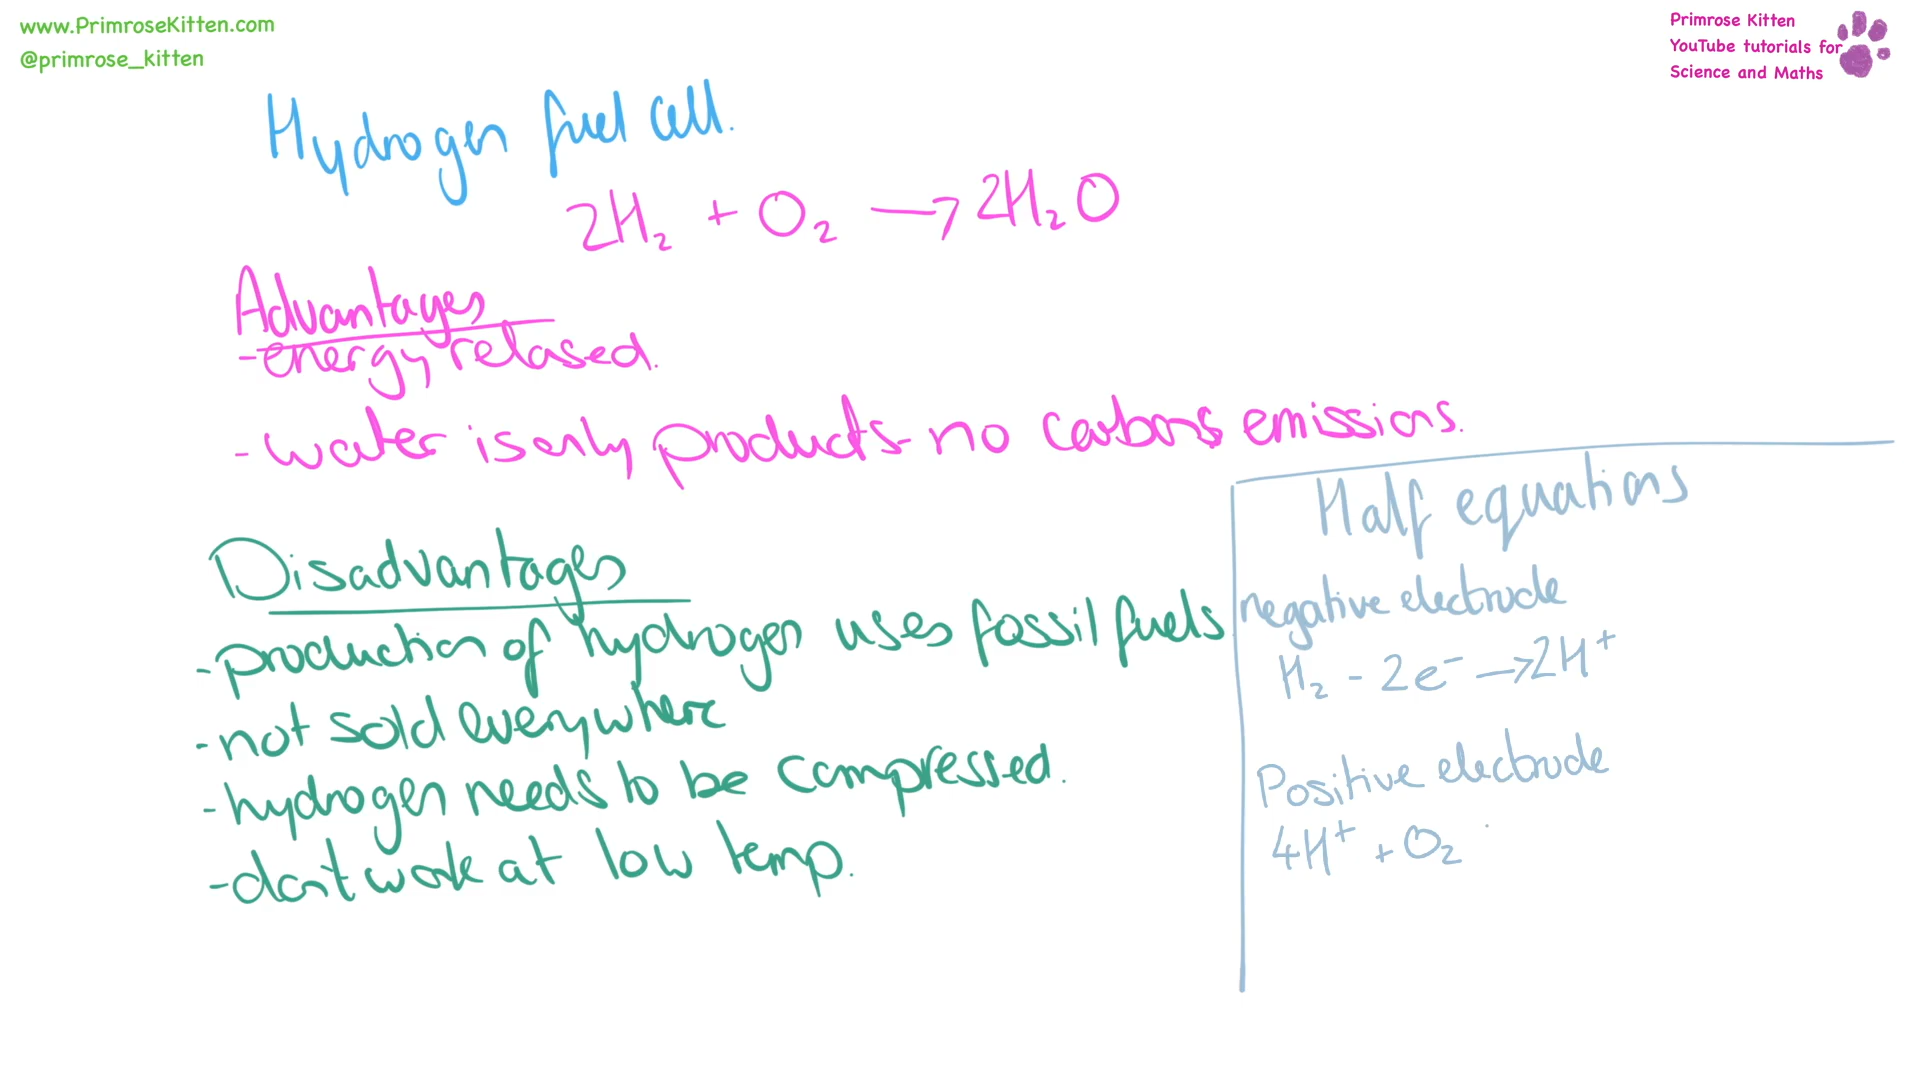 www.PrimroseKitten.com
@primrose_kitten
Primrose Kitten
YouTube tutorials for
Science and Maths
Hydrogen fuel cell.
2H₂ + O₂ → 2H₂O
Advantages
- energy relased.
- water is only products - no carbons emissions.
Disadvantages
- production of hydrogen uses fossil fuels
- not sold everywhere
- hydrogen needs to be compressed.
- dont work at low temp.
Half equations
negative electrode
H₂ - 2e⁻ → 2H⁺
Positive electrode
4H⁺ + O₂